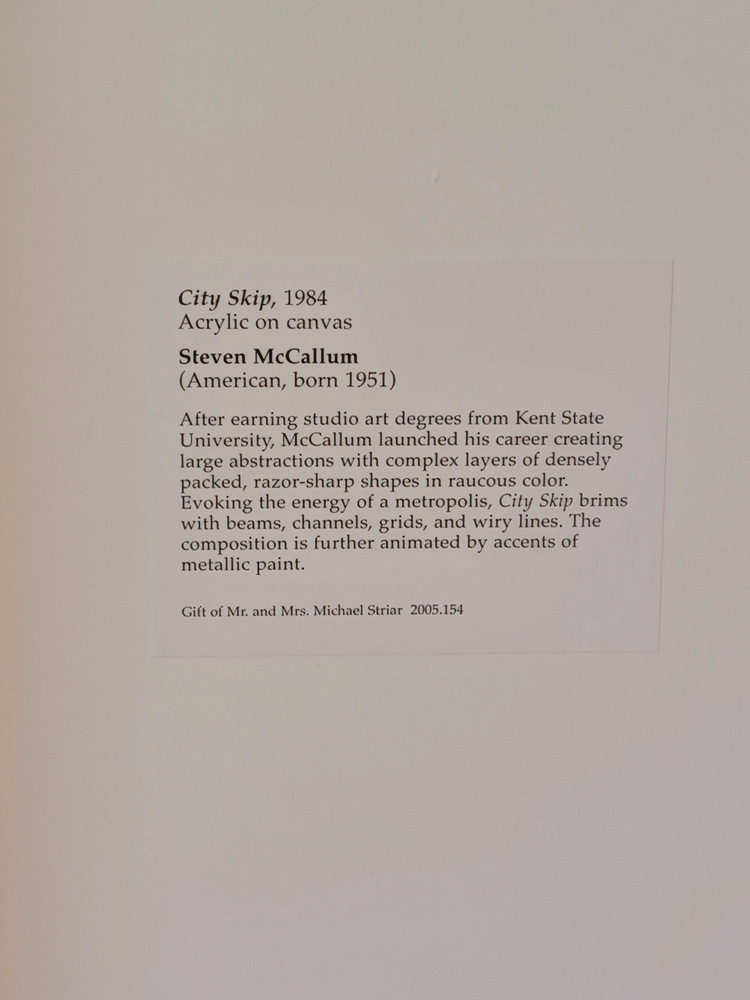 City Skip, 1984
Acrylic on canvas
Steven McCallum
(American, born 1951)
After earning studio art degrees from Kent State
University, McCallum launched his career creating
large abstractions with complex layers of densely
packed, razor-sharp shapes in raucous color.
Evoking the energy of a metropolis, City Skip brims
with beams, channels, grids, and wiry lines. The
composition is further animated by accents of
metallic paint.
Gift of Mr. and Mrs. Michael Striar 2005.154